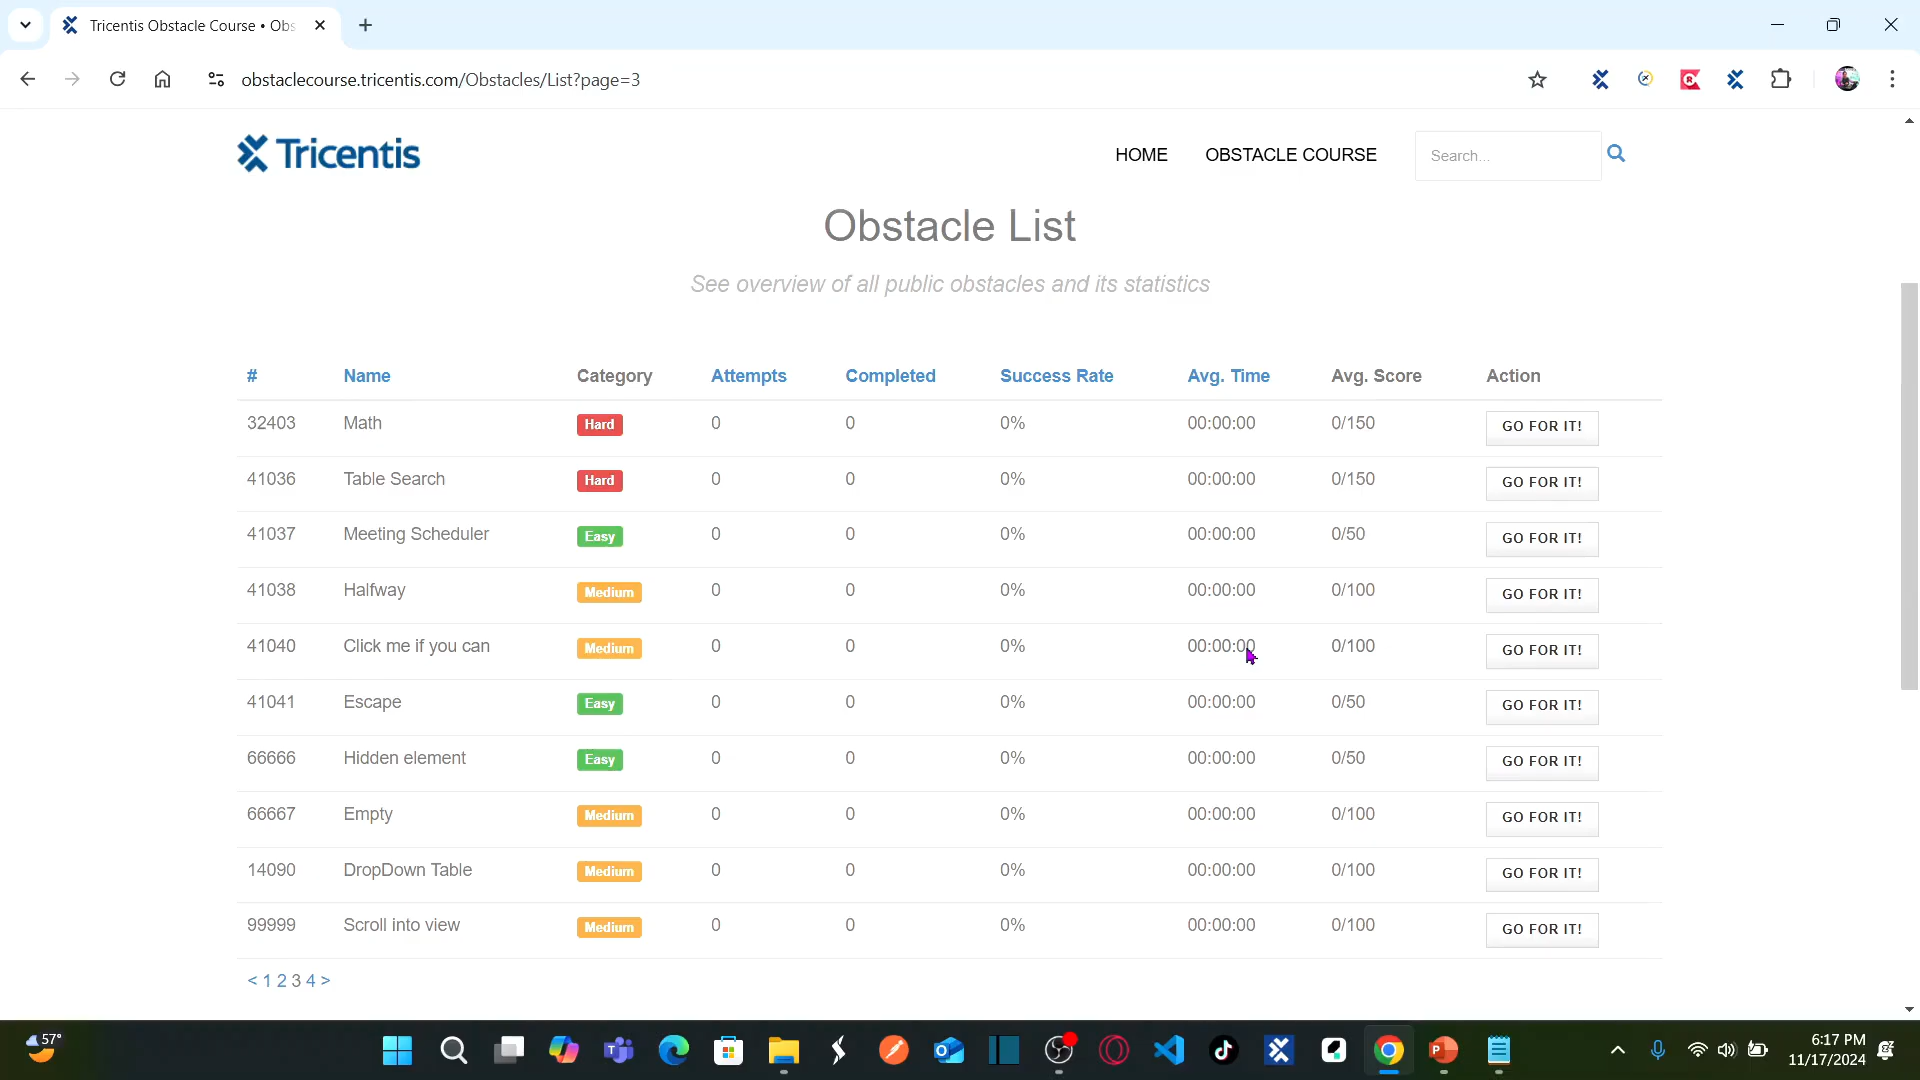 Tricentis Obstacle Course • Obs
obstaclecourse.tricentis.com/Obstacles/List?page=3
Tricentis
HOME
OBSTACLE COURSE
Search...
Obstacle List
See overview of all public obstacles and its statistics
# Name Category Attempts Completed Success Rate Avg. Time Avg. Score Action
32403 Math Hard 0 0 0% 00:00:00 0/150 GO FOR IT!
41036 Table Search Hard 0 0 0% 00:00:00 0/150 GO FOR IT!
41037 Meeting Scheduler Easy 0 0 0% 00:00:00 0/50 GO FOR IT!
41038 Halfway Medium 0 0 0% 00:00:00 0/100 GO FOR IT!
41040 Click me if you can Medium 0 0 0% 00:00:00 0/100 GO FOR IT!
41041 Escape Easy 0 0 0% 00:00:00 0/50 GO FOR IT!
66666 Hidden element Easy 0 0 0% 00:00:00 0/50 GO FOR IT!
66667 Empty Medium 0 0 0% 00:00:00 0/100 GO FOR IT!
14090 DropDown Table Medium 0 0 0% 00:00:00 0/100 GO FOR IT!
99999 Scroll into view Medium 0 0 0% 00:00:00 0/100 GO FOR IT!
< 1 2 3 4 >
57°
6:17 PM
11/17/2024